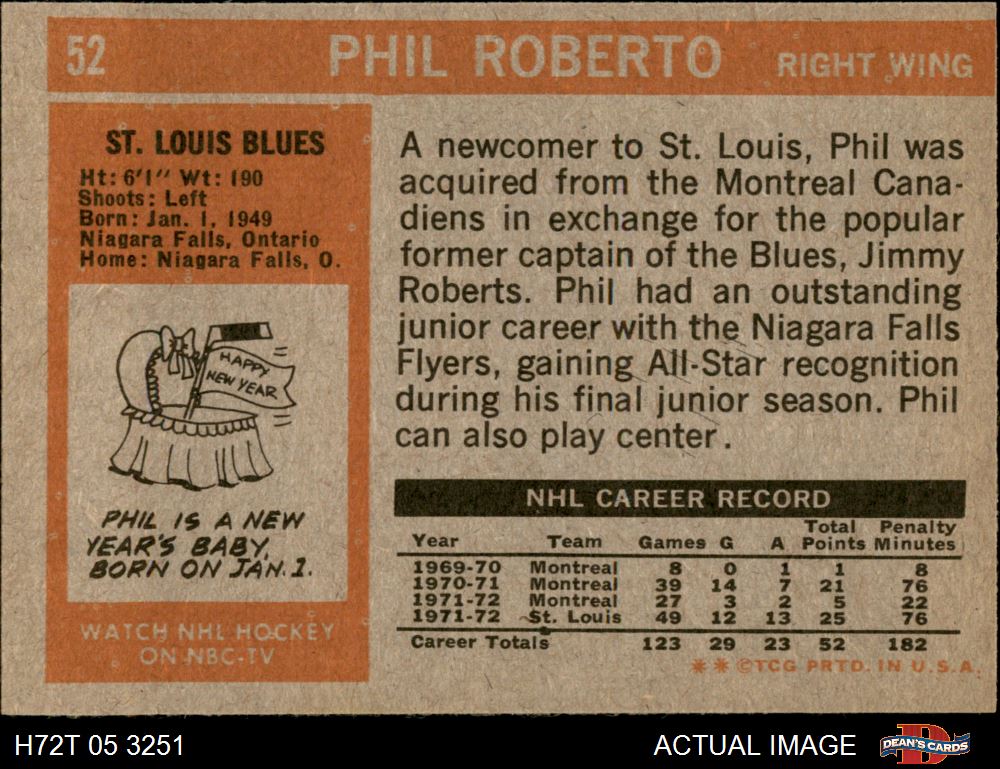 52 PHIL ROBERTO RIGHT WING
ST. LOUIS BLUES
Ht: 6'1" Wt: 190
Shoots: Left
Born: Jan. 1, 1949
Niagara Falls, Ontario
Home: Niagara Falls, O.
HAPPY
NEW YEAR
PHIL IS A NEW
YEAR'S BABY,
BORN ON JAN. 1.
WATCH NHL HOCKEY
ON NBC-TV
A newcomer to St. Louis, Phil was
acquired from the Montreal Cana-
diens in exchange for the popular
former captain of the Blues, Jimmy
Roberts. Phil had an outstanding
junior career with the Niagara Falls
Flyers, gaining All-Star recognition
during his final junior season. Phil
can also play center.
NHL CAREER RECORD
Total Penalty
Year Team Games G A Points Minutes
1969-70 Montreal 8 0 1 1 8
1970-71 Montreal 39 14 7 21 76
1971-72 Montreal 27 3 2 5 22
1971-72 St. Louis 49 12 13 25 76
Career Totals 123 29 23 52 182
* * ©TCG PRTD. IN U.S.A.
H72T 05 3251 ACTUAL IMAGE DEAN'S CARDS